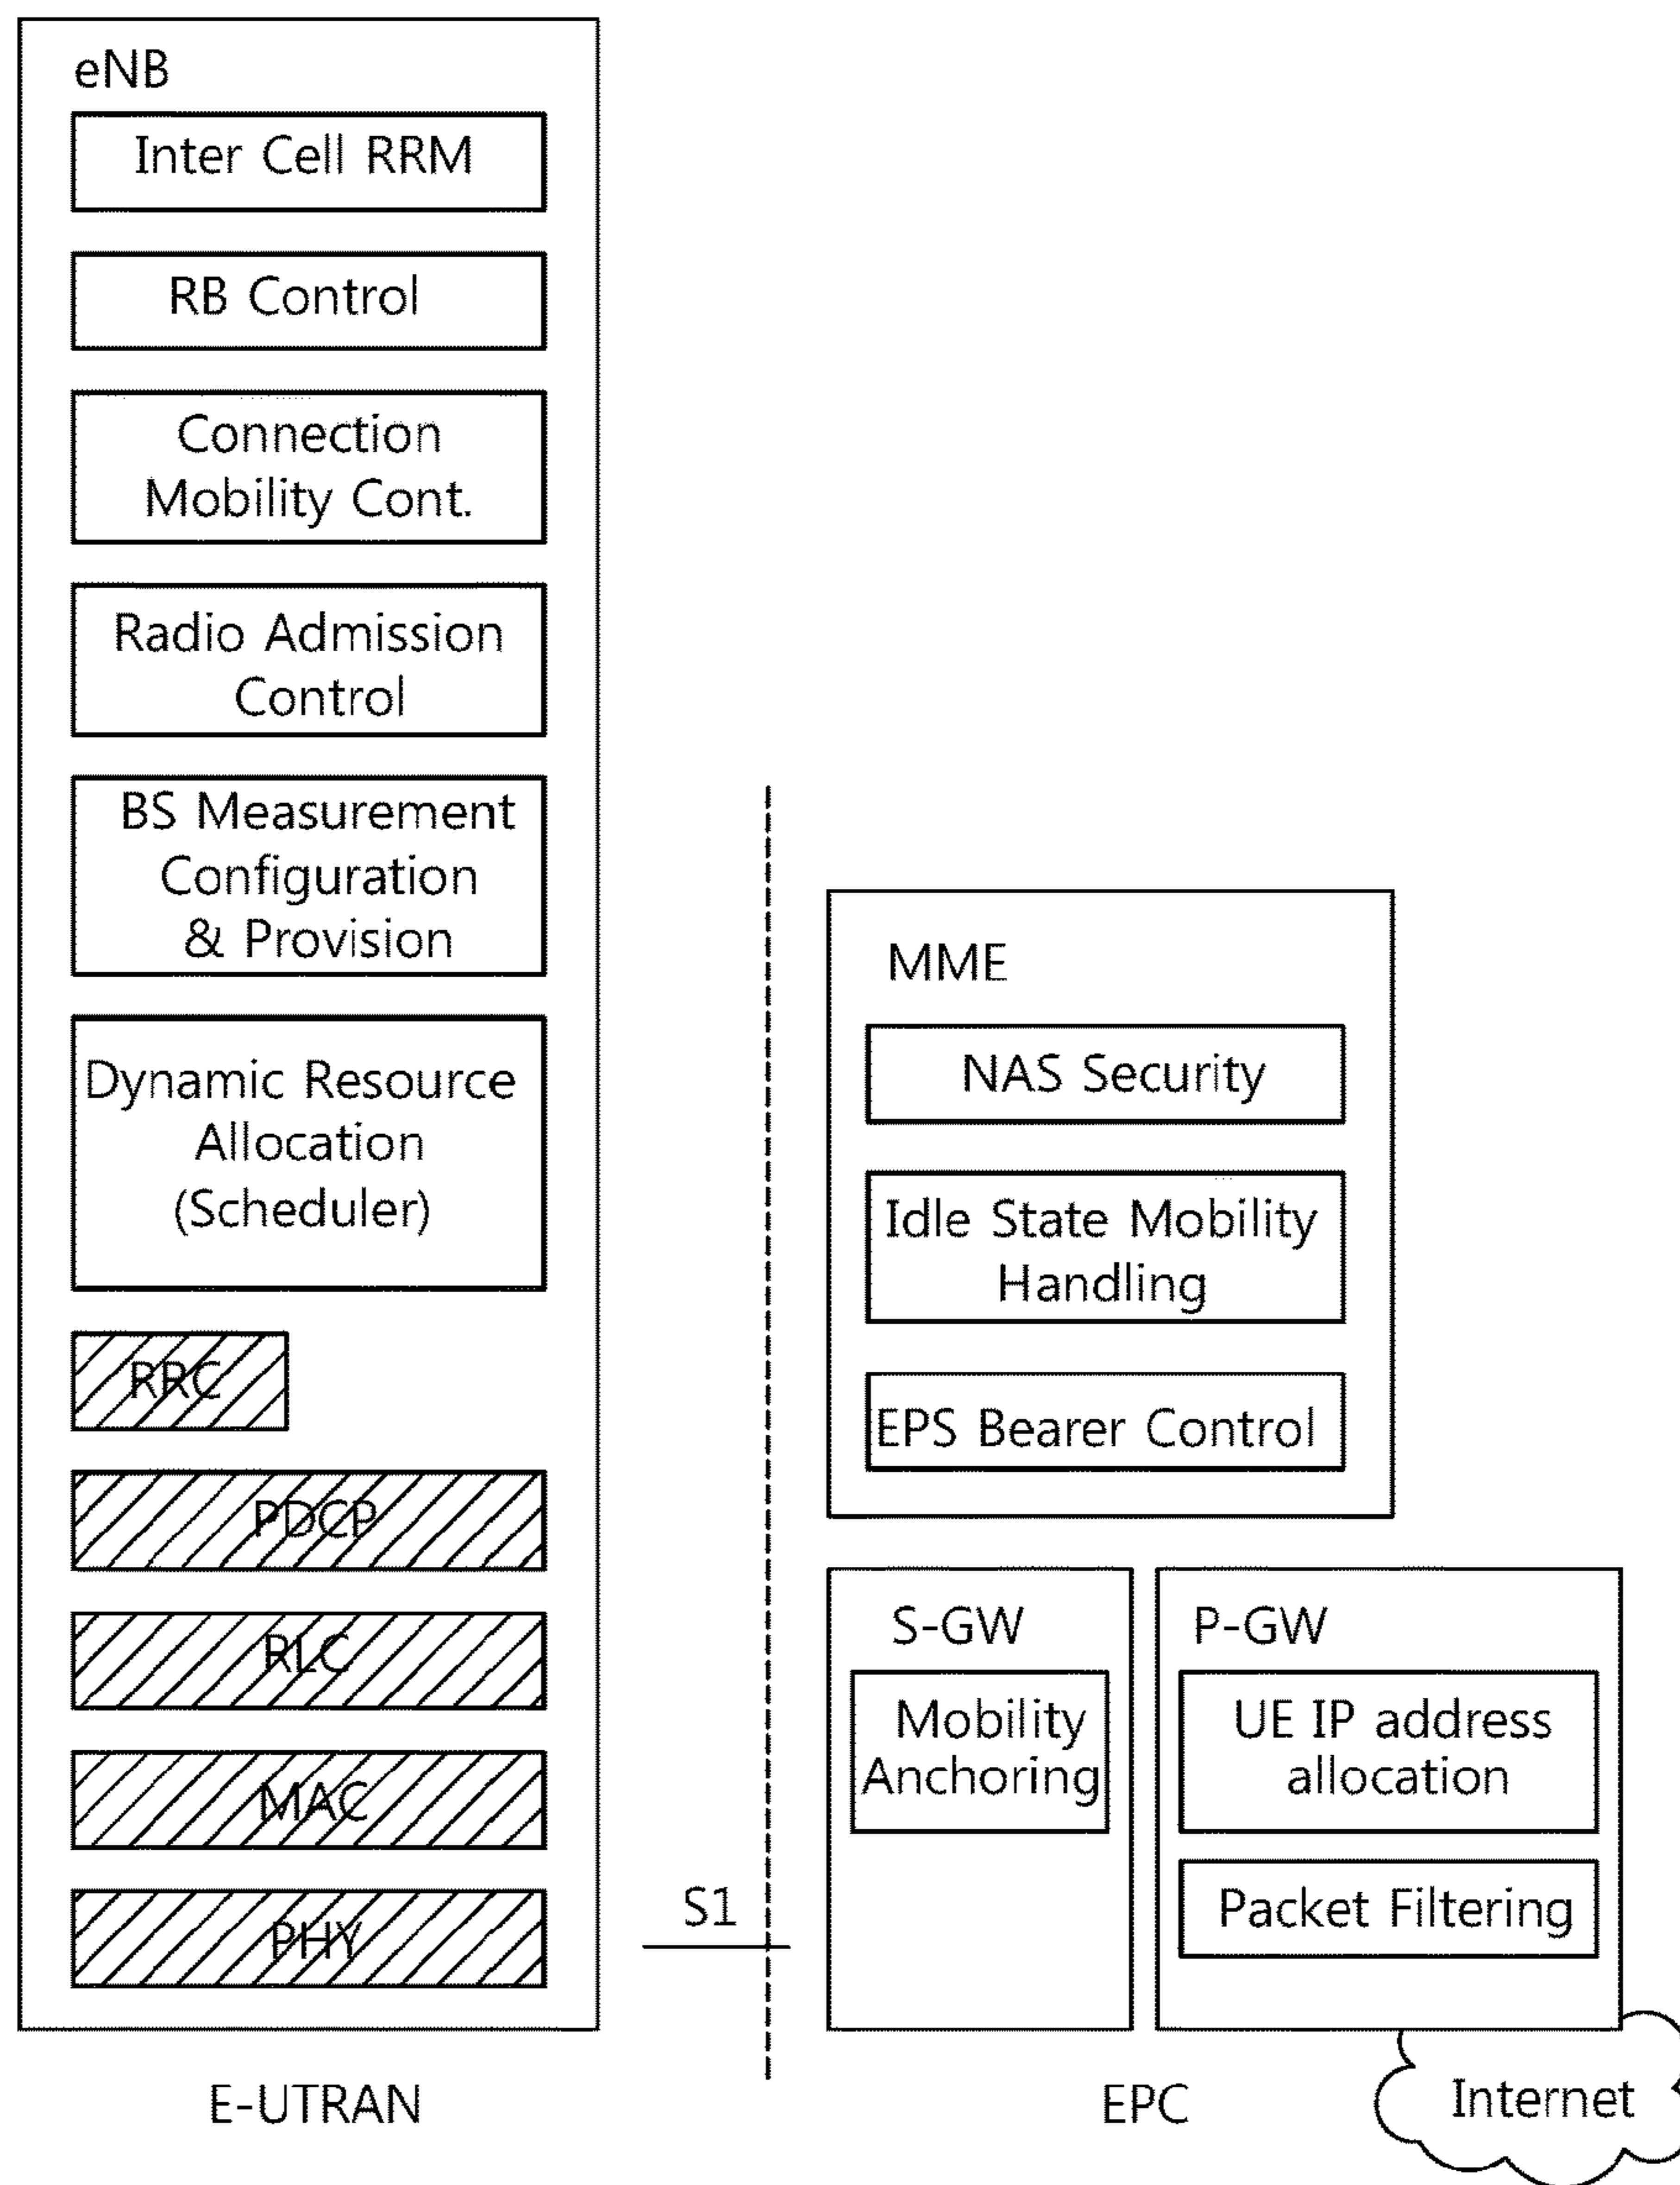 eNB
Inter Cell RRM
RB Control
Connection
Mobility Cont.
Radio Admission
Control
BS Measurement
Configuration
& Provision
Dynamic Resource
Allocation
(Scheduler)
RRC
PDCP
RLC
MAC
PHY
S1
MME
NAS Security
Idle State Mobility
Handling
EPS Bearer Control
S-GW
Mobility
Anchoring
P-GW
UE IP address
allocation
Packet Filtering
E-UTRAN
EPC
Internet